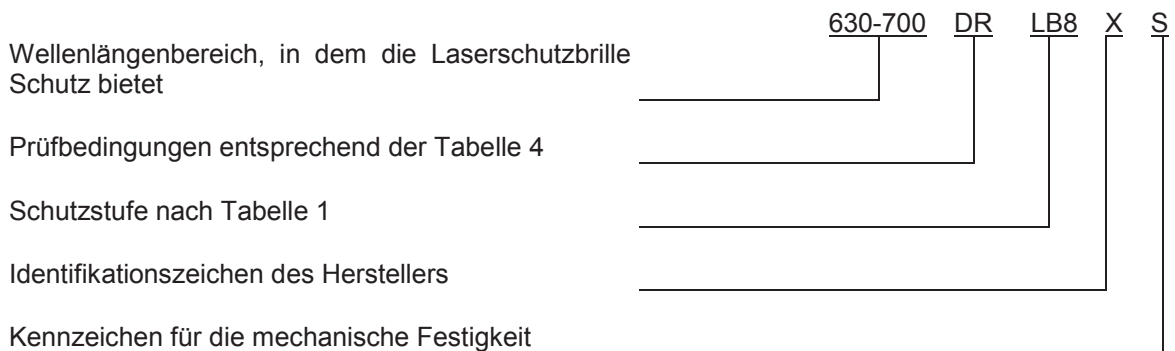 630-700 DR LB8 X S
Wellenlängenbereich, in dem die Laserschutzbrille
Schutz bietet
Prüfbedingungen entsprechend der Tabelle 4
Schutzstufe nach Tabelle 1
Identifikationszeichen des Herstellers
Kennzeichen für die mechanische Festigkeit